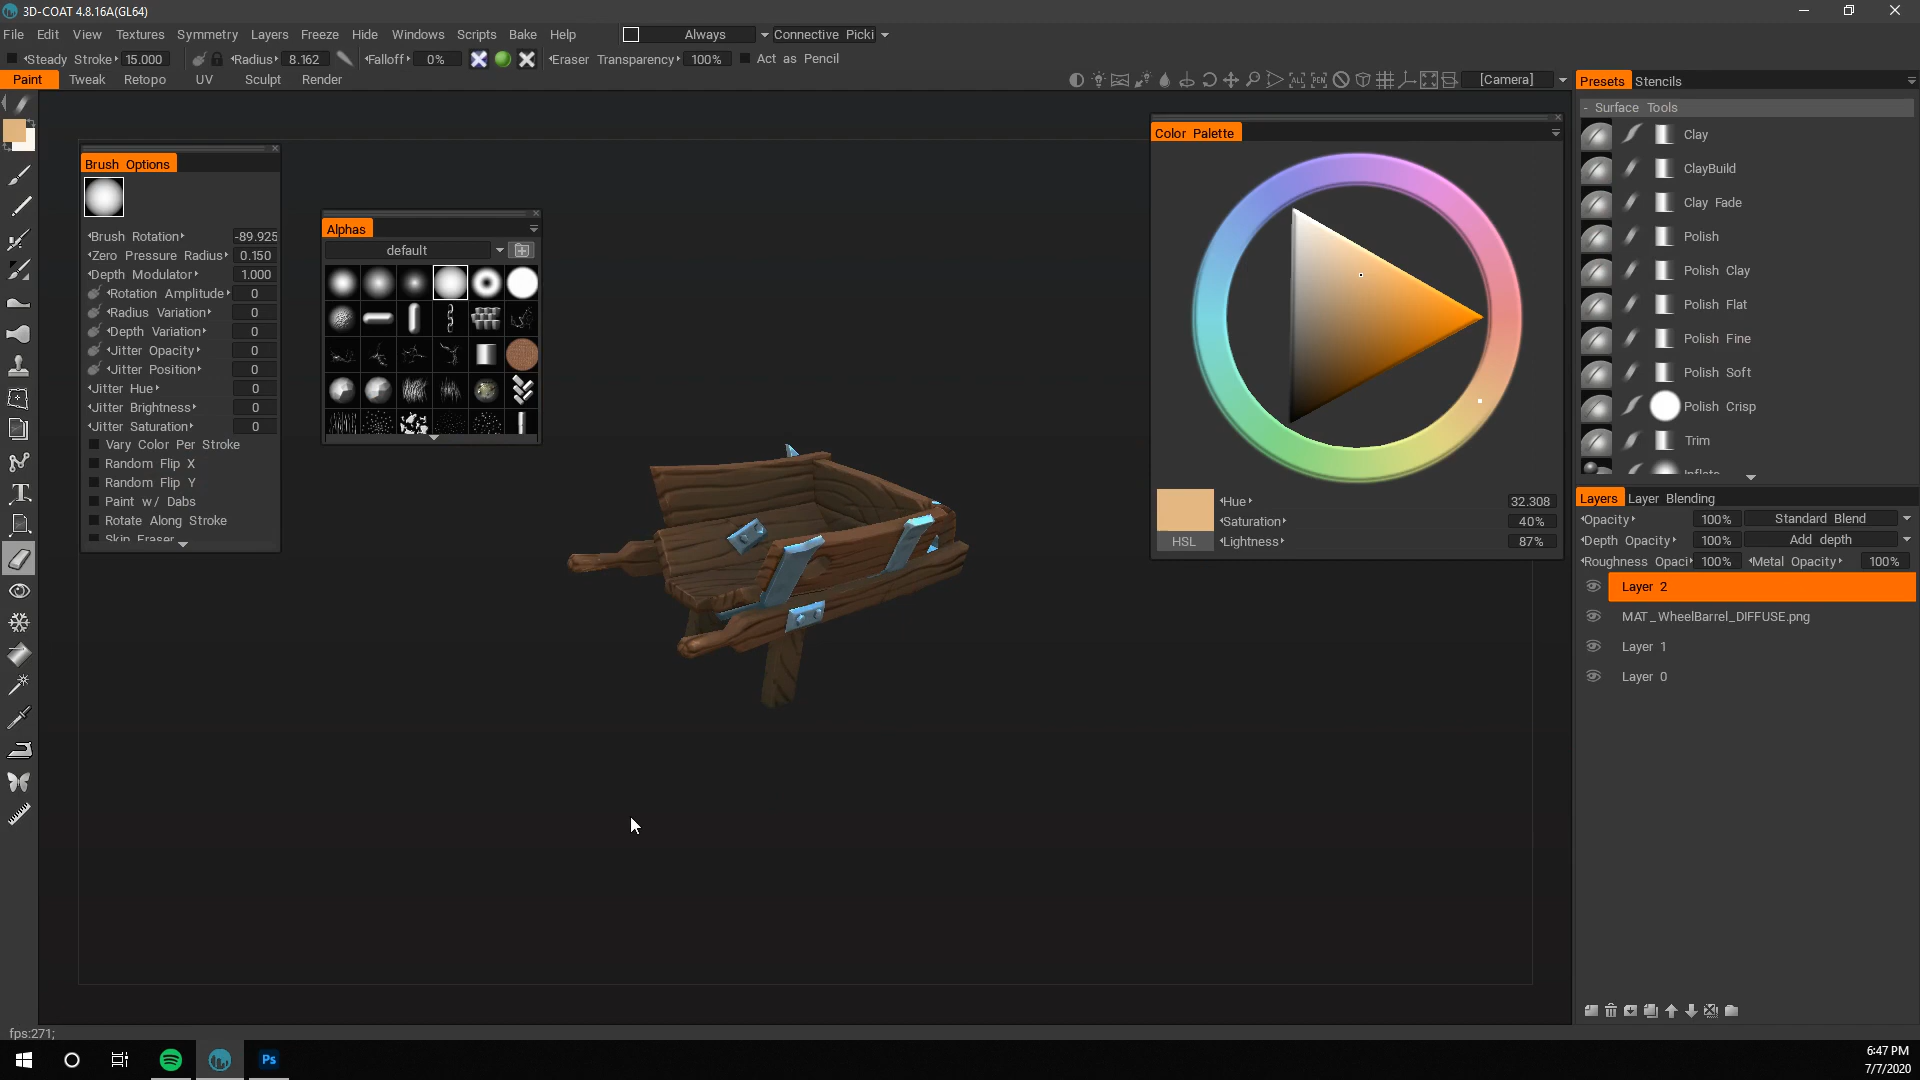 3D-COAT 4.8.16A(GL64)
File Edit View Textures Symmetry Layers Freeze Hide Windows Scripts Bake Help Always Connective Picki
Steady Stroke 15.000 Radius 8.162 Falloff 0% Eraser Transparency 100% Act as Pencil
Paint Tweak Retopo UV Sculpt Render [Camera]
Brush Options
Brush Rotation -89.925
Zero Pressure Radius 0.150
Depth Modulator 1.000
Rotation Amplitude 0
Radius Variation 0
Depth Variation 0
Jitter Opacity 0
Jitter Position 0
Jitter Hue 0
Jitter Brightness 0
Jitter Saturation 0
Vary Color Per Stroke
Random Flip X
Random Flip Y
Paint w/ Dabs
Rotate Along Stroke
Skip Eraser
Alphas
default
Color Palette
Hue 32.308
Saturation 40%
HSL Lightness 87%
Presets Stencils
- Surface Tools
Clay
ClayBuild
Clay Fade
Polish
Polish Clay
Polish Flat
Polish Fine
Polish Soft
Polish Crisp
Trim
Inflate
Layers Layer Blending
Opacity 100% Standard Blend
Depth Opacity 100% Add depth
Roughness Opaci 100% Metal Opacity 100%
Layer 2
MAT_WheelBarrel_DIFFUSE.png
Layer 1
Layer 0
fps:271;
Ps
6:47 PM
7/7/2020